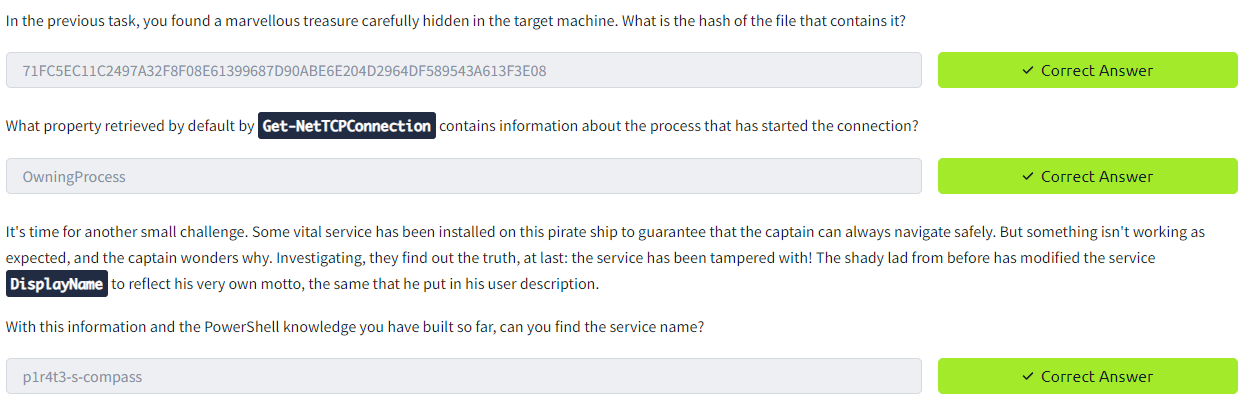 In the previous task, you found a marvellous treasure carefully hidden in the target machine. What is the hash of the file that contains it?
71FC5EC11C2497A32F8F08E61399687D90ABE6E204D2964DF589543A613F3E08
✓ Correct Answer
What property retrieved by default by Get-NetTCPConnection contains information about the process that has started the connection?
OwningProcess
✓ Correct Answer
It's time for another small challenge. Some vital service has been installed on this pirate ship to guarantee that the captain can always navigate safely. But something isn't working as
expected, and the captain wonders why. Investigating, they find out the truth, at last: the service has been tampered with! The shady lad from before has modified the service
DisplayName to reflect his very own motto, the same that he put in his user description.
With this information and the PowerShell knowledge you have built so far, can you find the service name?
p1r4t3-s-compass
✓ Correct Answer